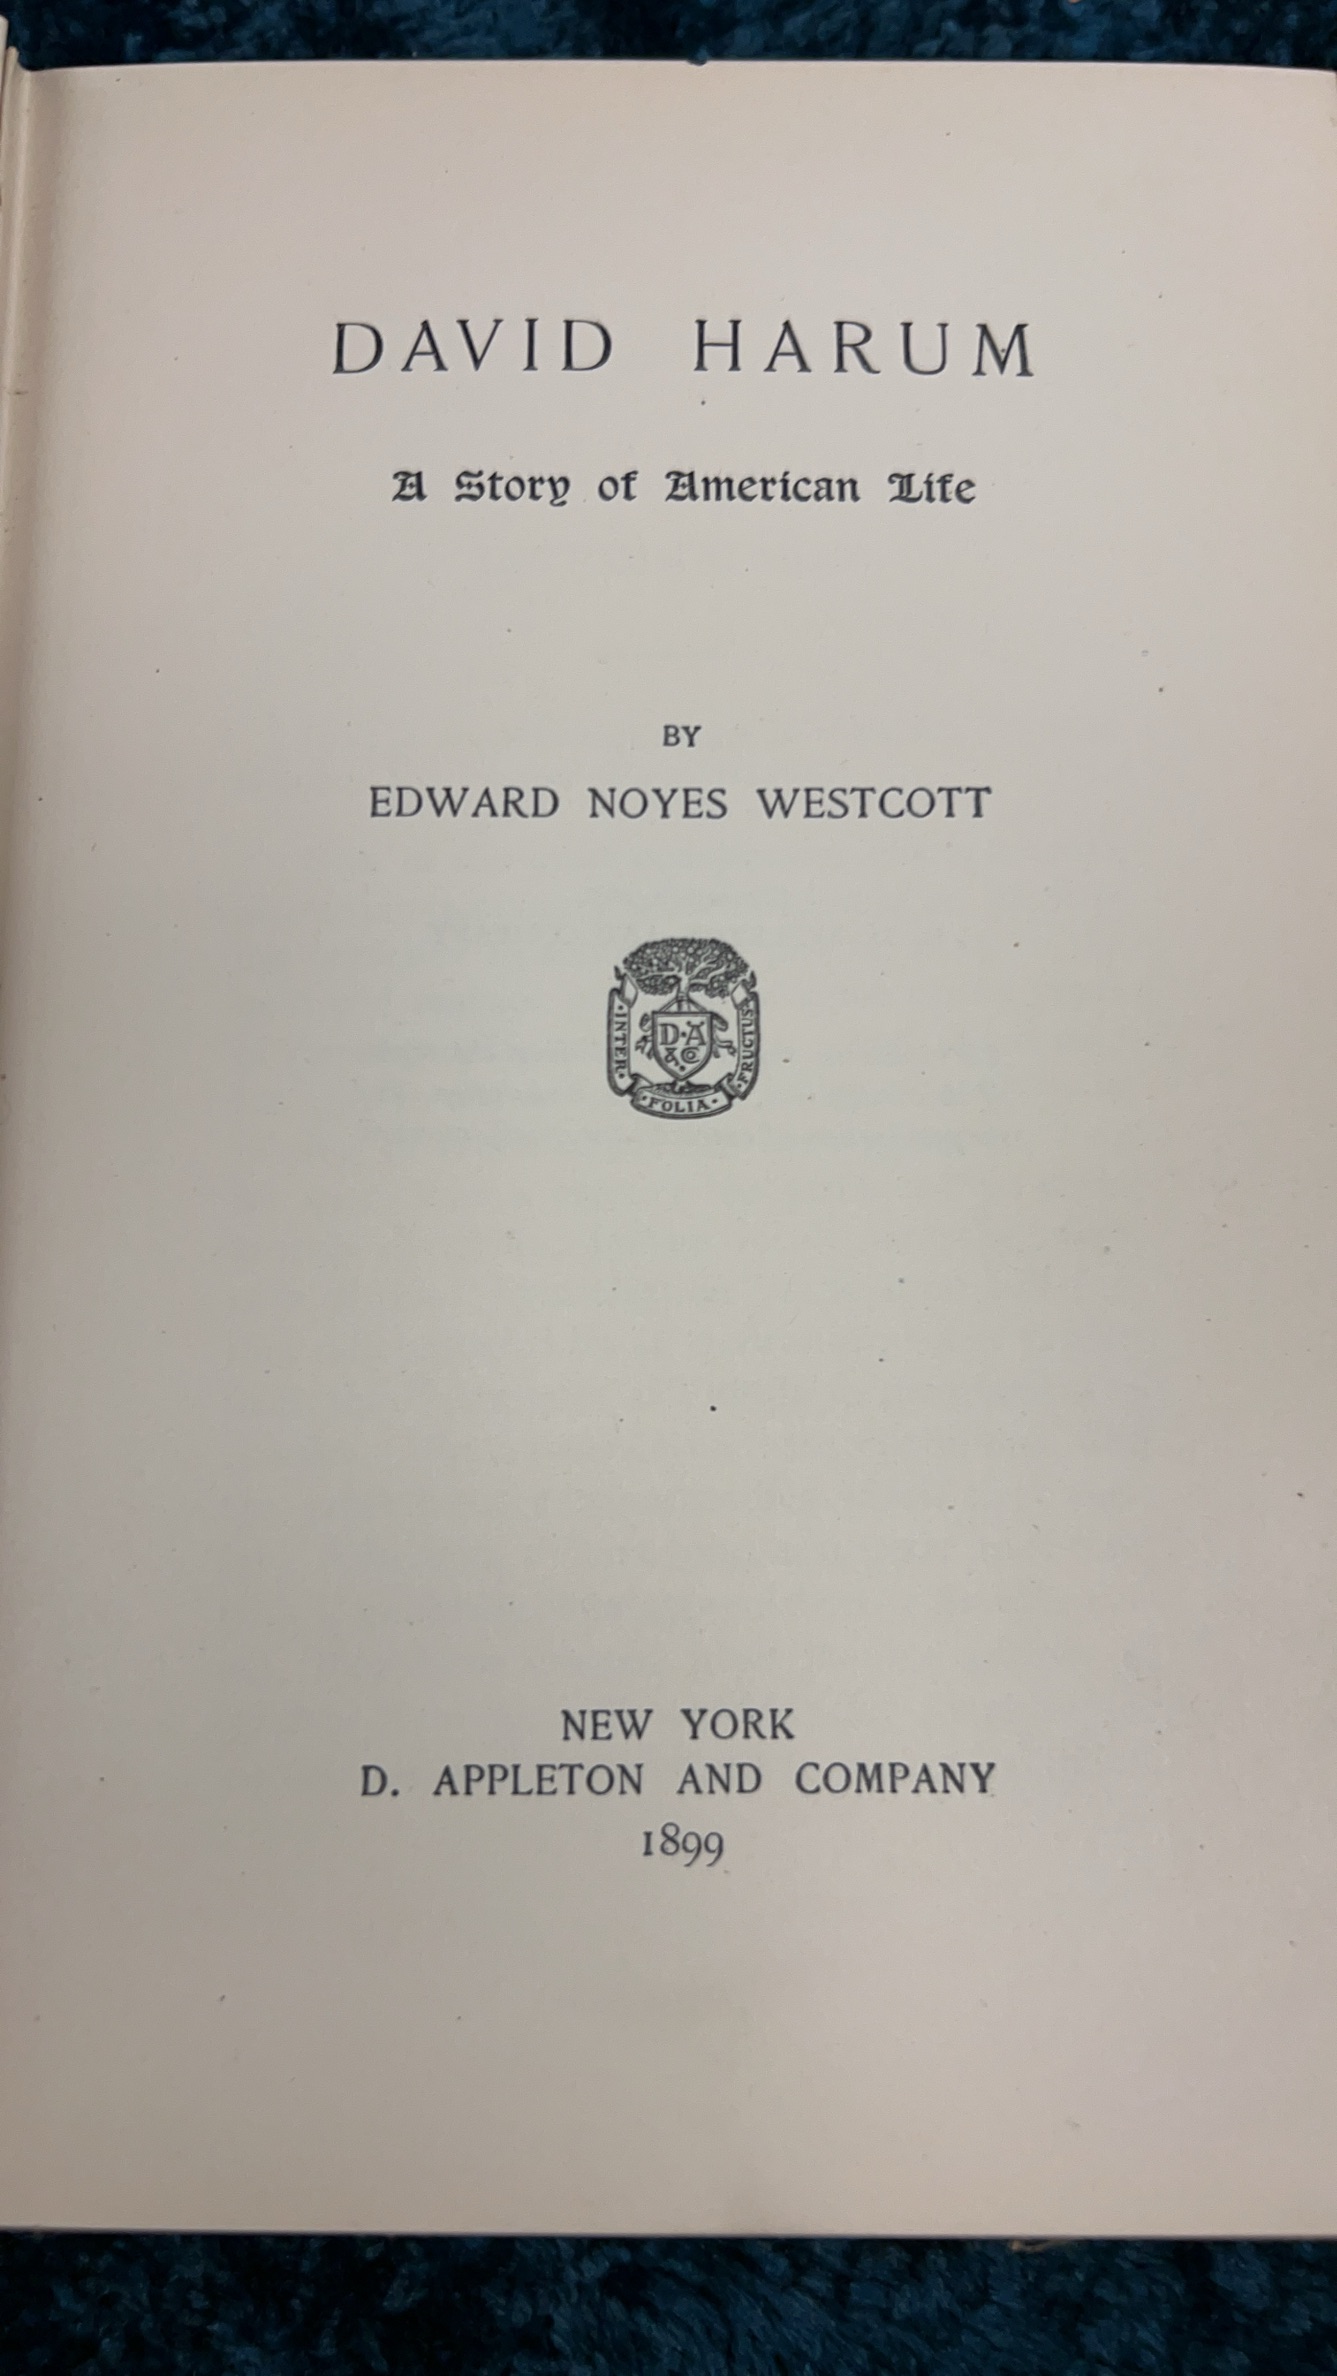 DAVID HARUM
A Story of American Life
BY
EDWARD NOYES WESTCOTT
D·A
& Co
·INTER·
·FOLIA·
·FRUCTUS·
NEW YORK
D. APPLETON AND COMPANY
1899